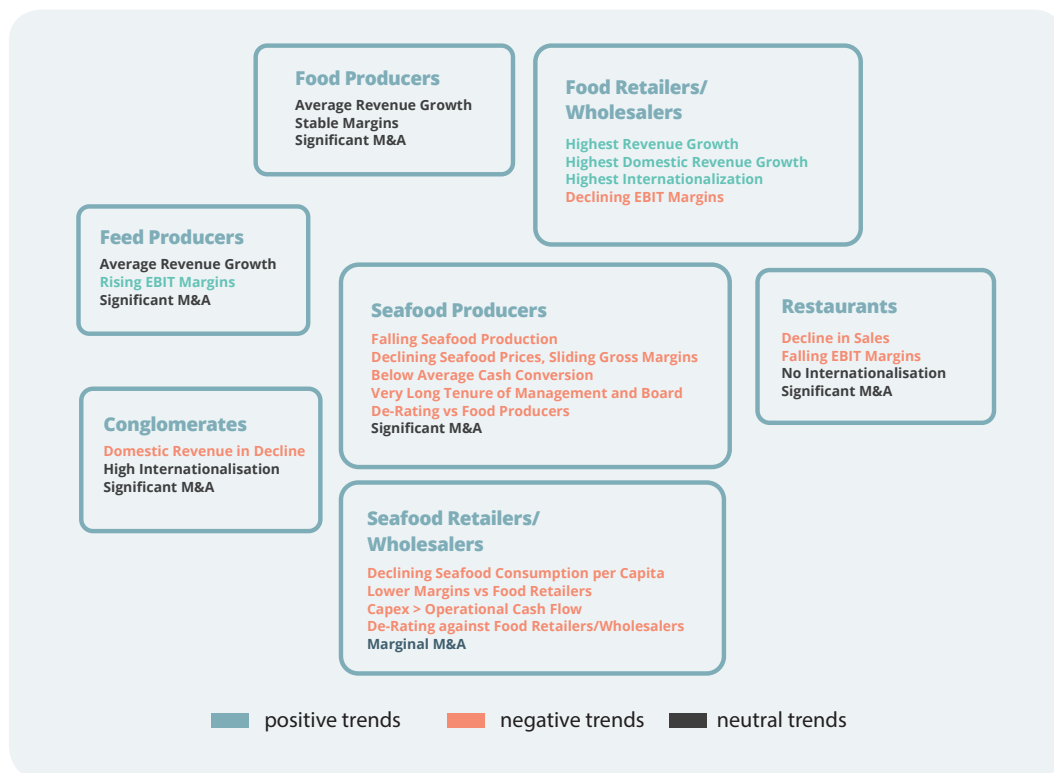 Food Producers
Average Revenue Growth
Stable Margins
Significant M&A
Food Retailers/
Wholesalers
Highest Revenue Growth
Highest Domestic Revenue Growth
Highest Internationalization
Declining EBIT Margins
Feed Producers
Average Revenue Growth
Rising EBIT Margins
Significant M&A
Seafood Producers
Falling Seafood Production
Declining Seafood Prices, Sliding Gross Margins
Below Average Cash Conversion
Very Long Tenure of Management and Board
De-Rating vs Food Producers
Significant M&A
Restaurants
Decline in Sales
Falling EBIT Margins
No Internationalisation
Significant M&A
Conglomerates
Domestic Revenue in Decline
High Internationalisation
Significant M&A
Seafood Retailers/
Wholesalers
Declining Seafood Consumption per Capita
Lower Margins vs Food Retailers
Capex > Operational Cash Flow
De-Rating against Food Retailers/Wholesalers
Marginal M&A
positive trends
negative trends
neutral trends